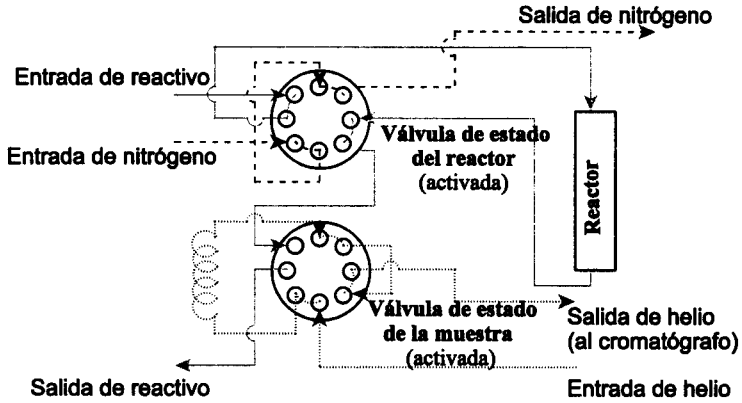 Salida de nitrógeno
Entrada de reactivo
Entrada de nitrógeno
Válvula de estado
del reactor
(activada)
Reactor
Válvula de estado
de la muestra
(activada)
Salida de helio
(al cromatógrafo)
Salida de reactivo
Entrada de helio